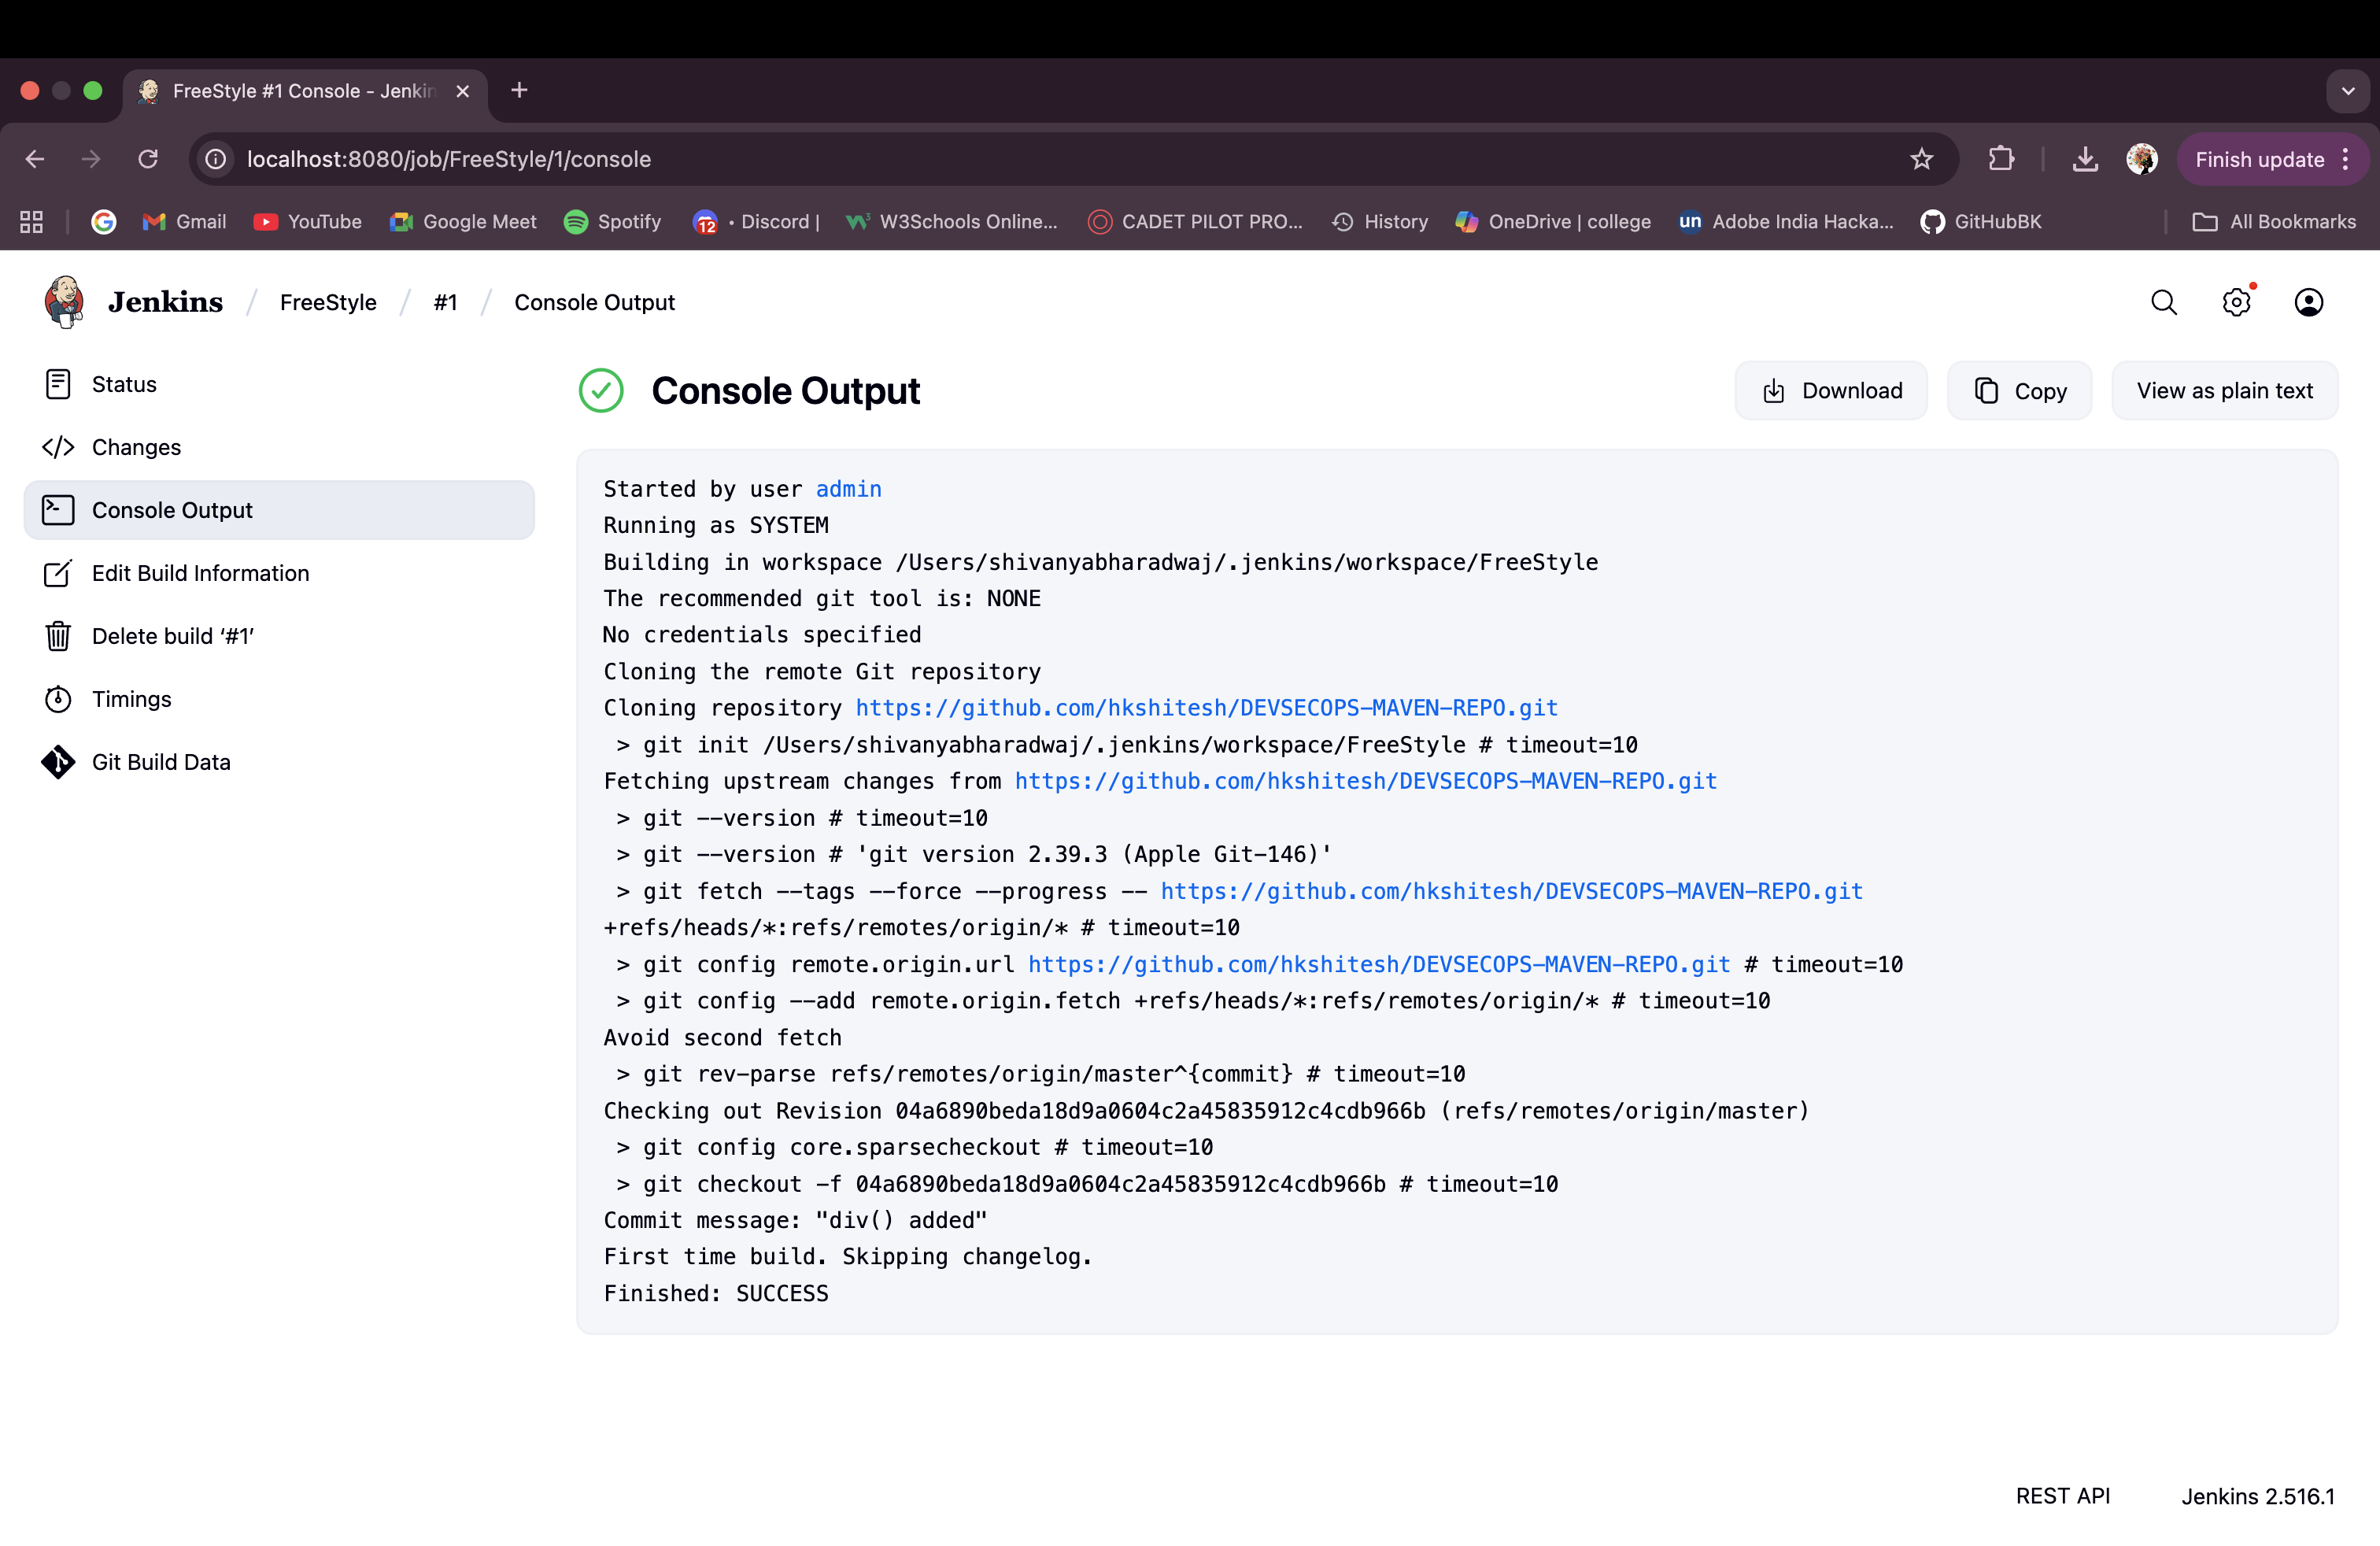 FreeStyle #1 Console - Jenkin
localhost:8080/job/FreeStyle/1/console
Finish update
Gmail
YouTube
Google Meet
Spotify
12
• Discord |
W3Schools Online...
CADET PILOT PRO...
History
OneDrive | college
un
Adobe India Hacka...
GitHubBK
All Bookmarks
Jenkins / FreeStyle / #1 / Console Output
Status
Changes
Console Output
Edit Build Information
Delete build ‘#1’
Timings
Git Build Data
Console Output
Download
Copy
View as plain text
Started by user admin
Running as SYSTEM
Building in workspace /Users/shivanyabharadwaj/.jenkins/workspace/FreeStyle
The recommended git tool is: NONE
No credentials specified
Cloning the remote Git repository
Cloning repository https://github.com/hkshitesh/DEVSECOPS-MAVEN-REPO.git
> git init /Users/shivanyabharadwaj/.jenkins/workspace/FreeStyle # timeout=10
Fetching upstream changes from https://github.com/hkshitesh/DEVSECOPS-MAVEN-REPO.git
> git --version # timeout=10
> git --version # 'git version 2.39.3 (Apple Git-146)'
> git fetch --tags --force --progress -- https://github.com/hkshitesh/DEVSECOPS-MAVEN-REPO.git
+refs/heads/*:refs/remotes/origin/* # timeout=10
> git config remote.origin.url https://github.com/hkshitesh/DEVSECOPS-MAVEN-REPO.git # timeout=10
> git config --add remote.origin.fetch +refs/heads/*:refs/remotes/origin/* # timeout=10
Avoid second fetch
> git rev-parse refs/remotes/origin/master^{commit} # timeout=10
Checking out Revision 04a6890beda18d9a0604c2a45835912c4cdb966b (refs/remotes/origin/master)
> git config core.sparsecheckout # timeout=10
> git checkout -f 04a6890beda18d9a0604c2a45835912c4cdb966b # timeout=10
Commit message: "div() added"
First time build. Skipping changelog.
Finished: SUCCESS
REST API
Jenkins 2.516.1